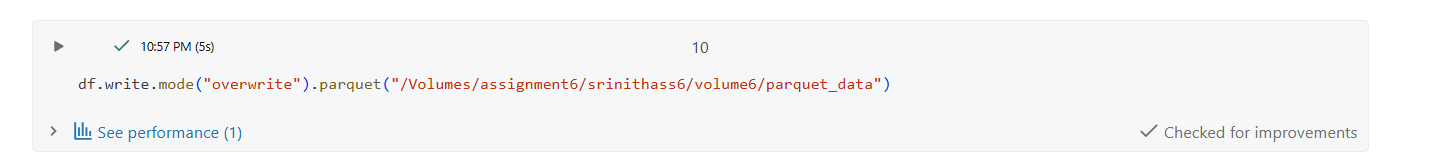 10:57 PM (5s)
10
df.write.mode("overwrite").parquet("/Volumes/assignment6/srinithass6/volume6/parquet_data")
See performance (1)
Checked for improvements